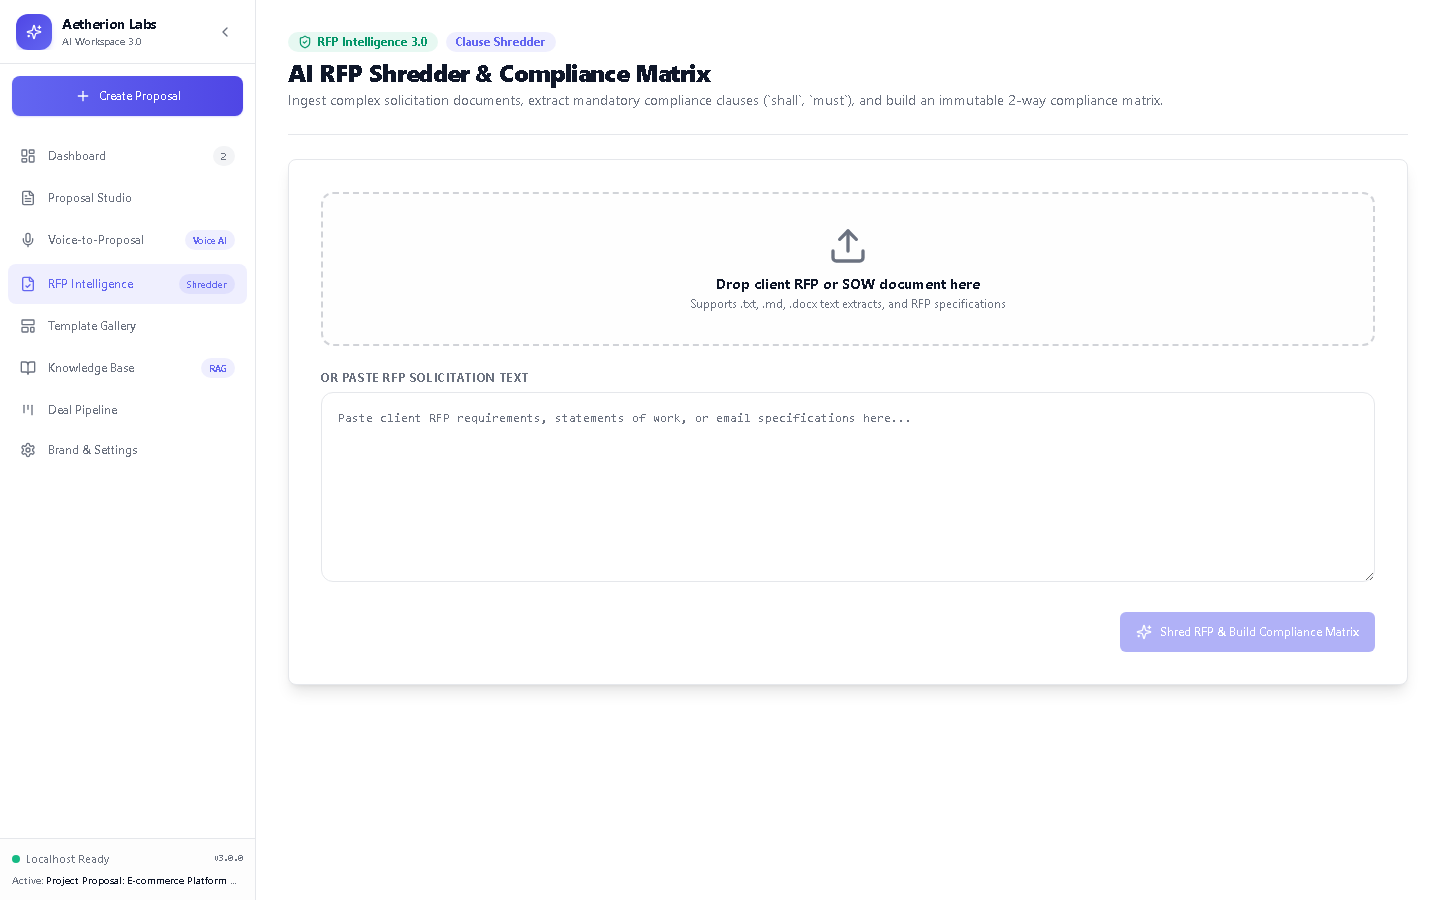 Aetherion Labs
AI Workspace 3.0
Create Proposal
Dashboard 2
Proposal Studio
Voice-to-Proposal Voice AI
RFP Intelligence Shredder
Template Gallery
Knowledge Base RAG
Deal Pipeline
Brand & Settings
Localhost Ready v3.0.0
Active: Project Proposal: E-commerce Platform ...
RFP Intelligence 3.0 Clause Shredder
AI RFP Shredder & Compliance Matrix
Ingest complex solicitation documents, extract mandatory compliance clauses (`shall`, `must`), and build an immutable 2-way compliance matrix.
Drop client RFP or SOW document here
Supports .txt, .md, .docx text extracts, and RFP specifications
OR PASTE RFP SOLICITATION TEXT
Paste client RFP requirements, statements of work, or email specifications here...
Shred RFP & Build Compliance Matrix